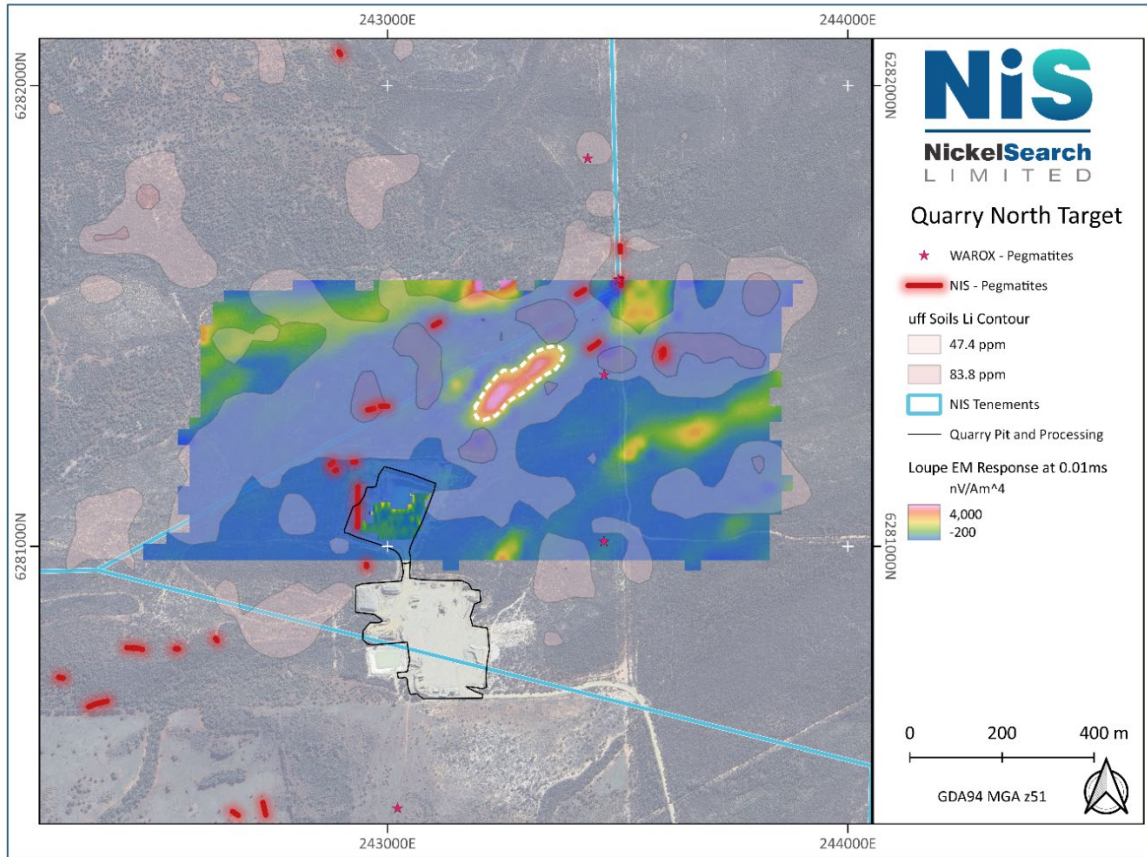 243000E
244000E
6282000N
6282000N
NiS
NickelSearch
LIMITED
Quarry North Target
WAROX - Pegmatites
NIS - Pegmatites
uff Soils Li Contour
47.4 ppm
83.8 ppm
NIS Tenements
Quarry Pit and Processing
Loupe EM Response at 0.01ms
nV/Am^4
4,000
-200
6281000N
6281000N
0 200 400 m
GDA94 MGA z51
243000E
244000E